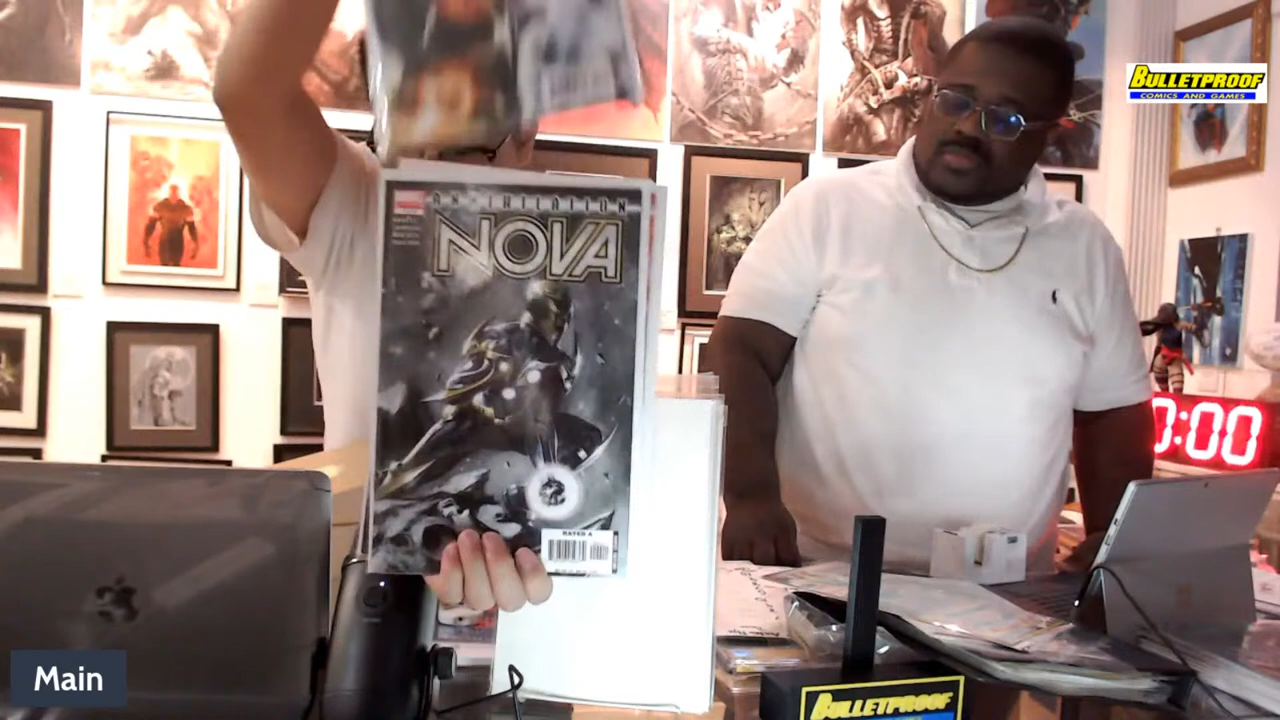 BULLETPROOF
COMICS AND GAMES
ANNIHILATION
NOVA
RATED A
0:00
Main
BULLETPROOF